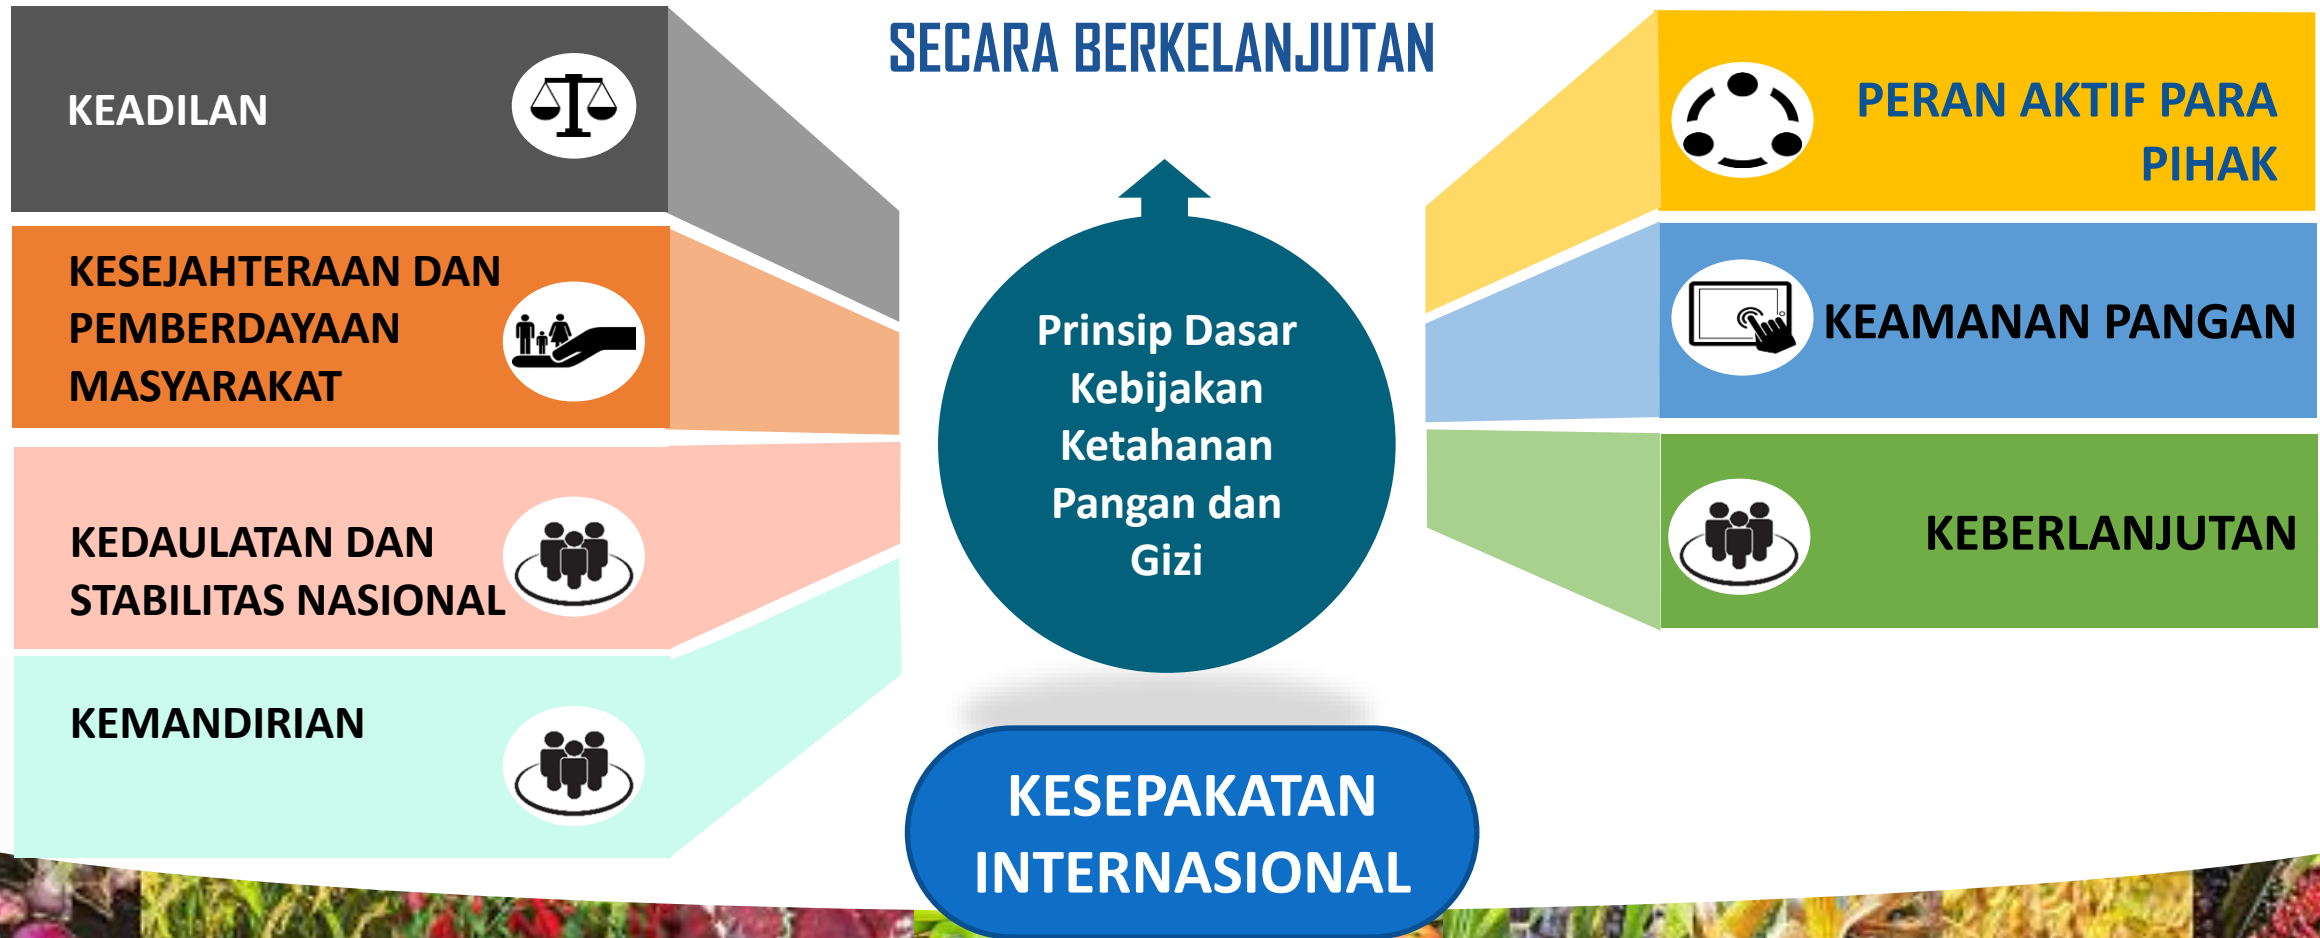 SECARA BERKELANJUTAN
KEADILAN
KESEJAHTERAAN DAN
PEMBERDAYAAN
MASYARAKAT
KEDAULATAN DAN
STABILITAS NASIONAL
KEMANDIRIAN
Prinsip Dasar
Kebijakan
Ketahanan
Pangan dan
Gizi
KESEPAKATAN
INTERNASIONAL
PERAN AKTIF PARA
PIHAK
KEAMANAN PANGAN
KEBERLANJUTAN